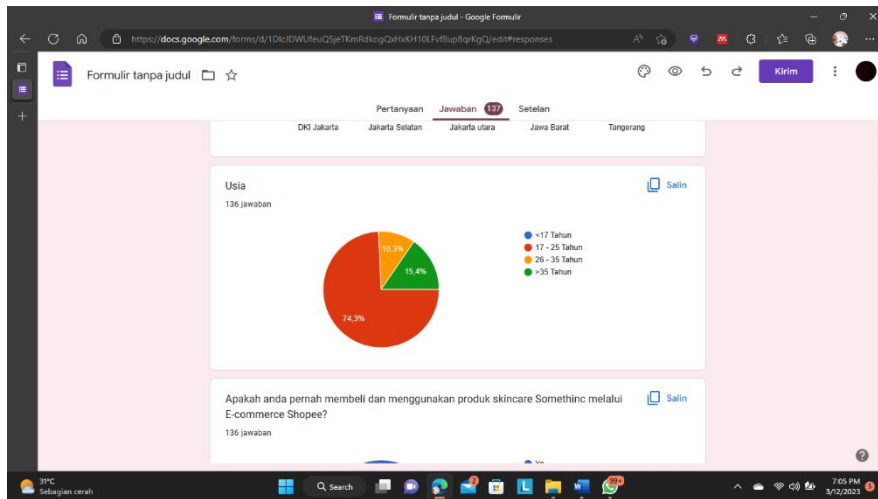 Formulir tanpa judul - Google Formulir
https://docs.google.com/forms/d/1DlcJDWUfeuQ5jeTKmRdkogQxHxKH10LFvf8up8qrKgQ/edit#responses
Formulir tanpa judul
Kirim
Pertanyaan Jawaban 137 Setelan
DKI Jakarta Jakarta Selatan Jakarta utara Jawa Barat Tangerang
Usia
Salin
136 jawaban
<17 Tahun
17 - 25 Tahun
26 - 35 Tahun
>35 Tahun
10,3%
15,4%
74,3%
Apakah anda pernah membeli dan menggunakan produk skincare Somethinc melalui
E-commerce Shopee?
Salin
136 jawaban
31°C
Sebagian cerah
Search
99+
7:05 PM
3/12/2023